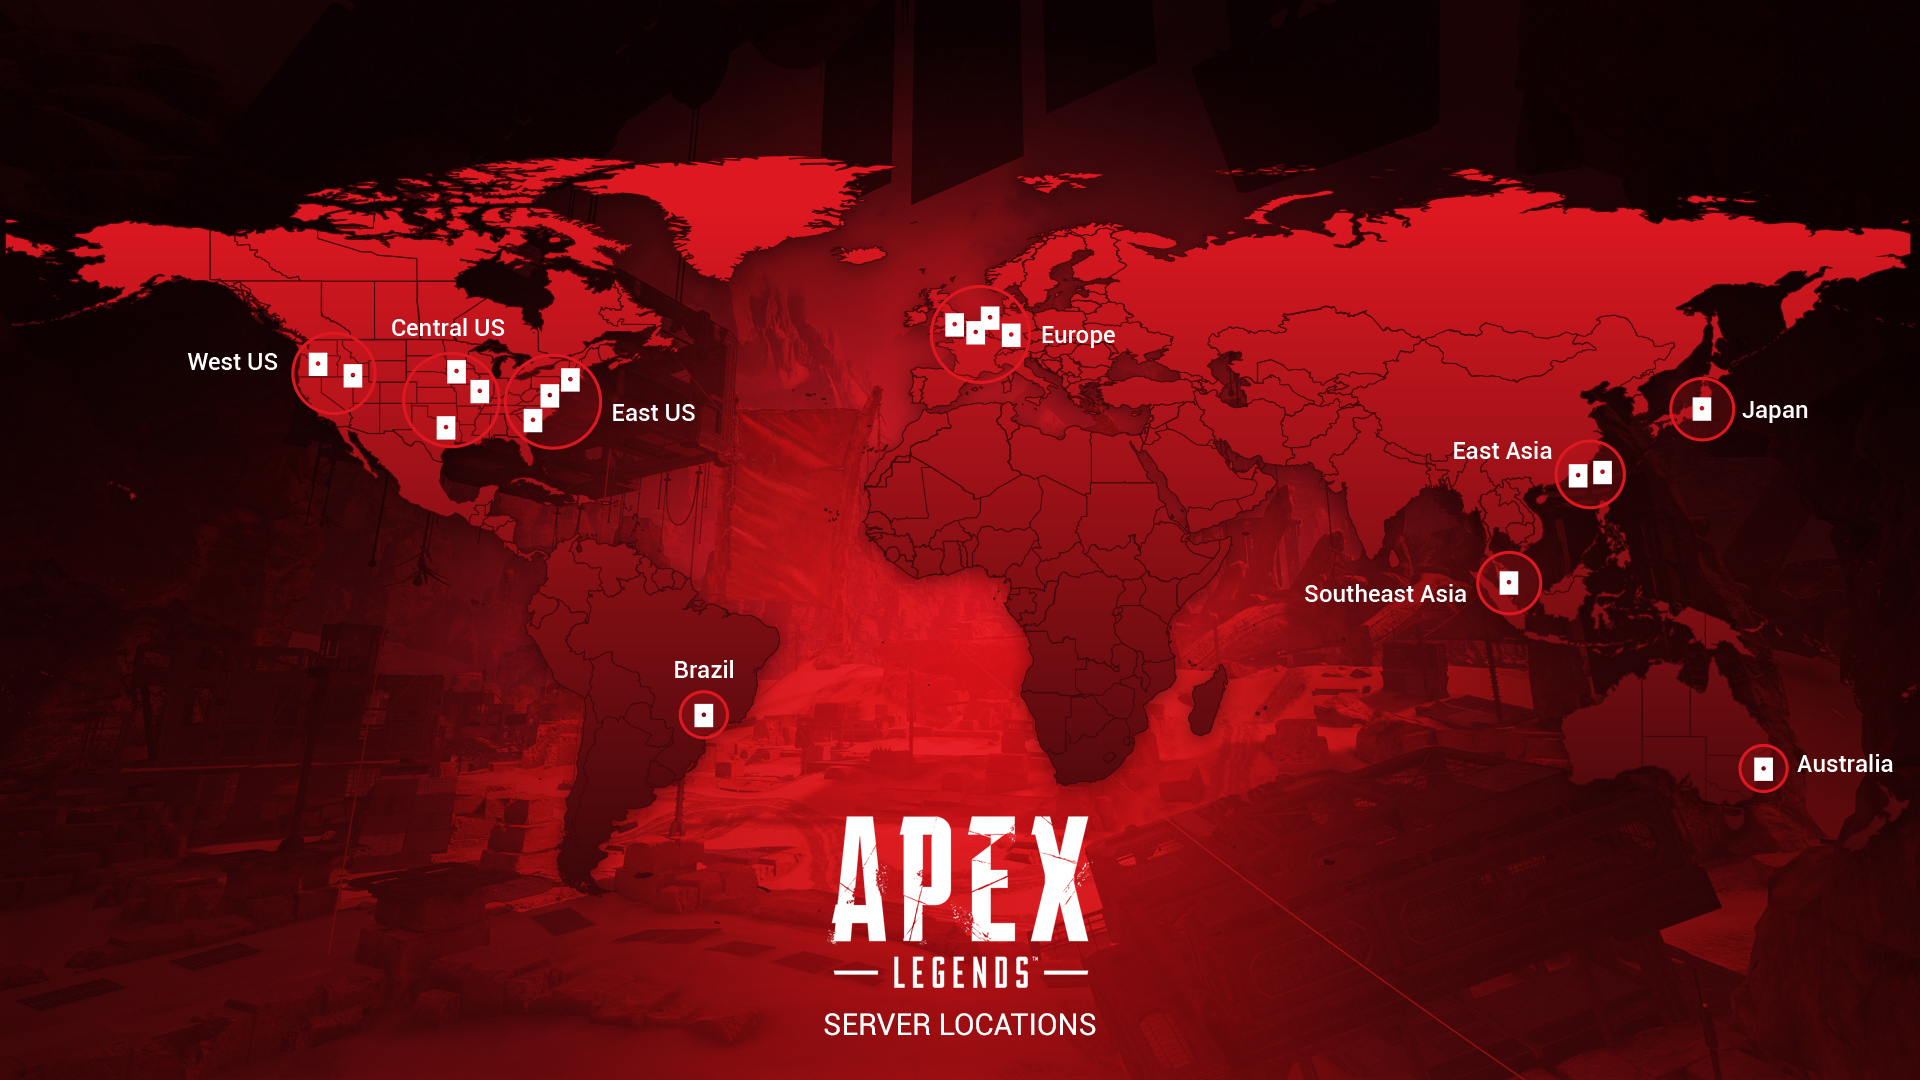 Central US
West US
Europe
East US
Japan
East Asia
Southeast Asia
Brazil
Australia
APEX
LEGENDS™
SERVER LOCATIONS